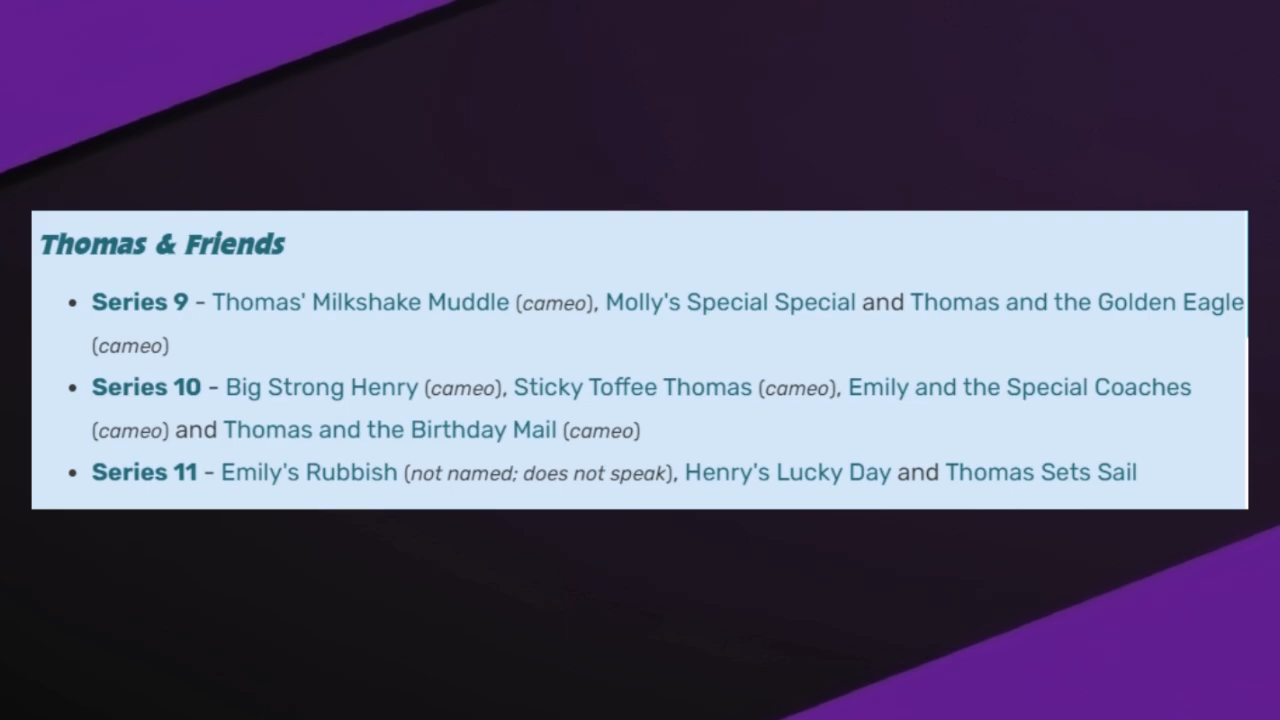 Thomas & Friends
• Series 9 - Thomas' Milkshake Muddle (cameo), Molly's Special Special and Thomas and the Golden Eagle
(cameo)
• Series 10 - Big Strong Henry (cameo), Sticky Toffee Thomas (cameo), Emily and the Special Coaches
(cameo) and Thomas and the Birthday Mail (cameo)
• Series 11 - Emily's Rubbish (not named; does not speak), Henry's Lucky Day and Thomas Sets Sail